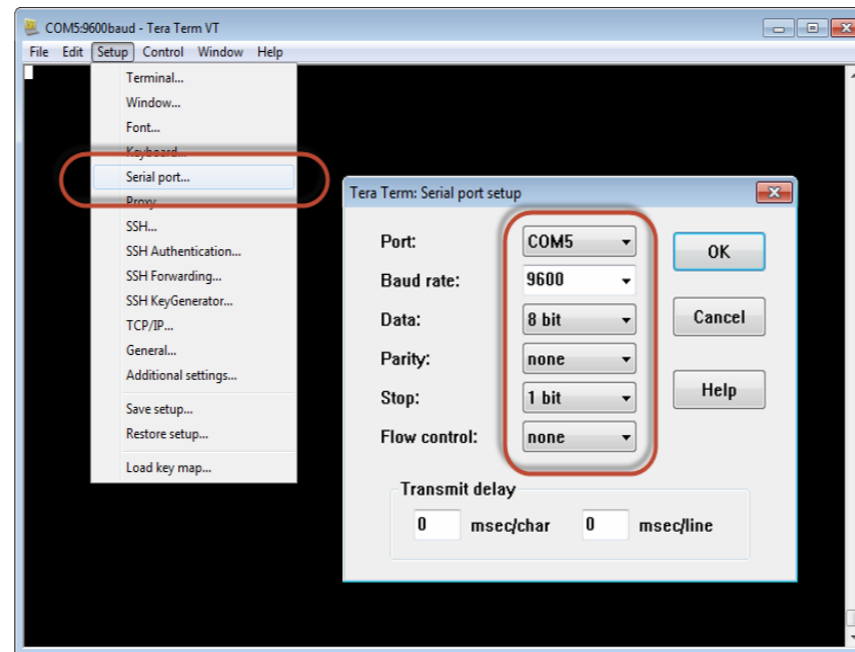 COM5:9600baud - Tera Term VT
File Edit Setup Control Window Help
Terminal...
Window...
Font...
Keyboard...
Serial port...
Proxy...
SSH...
SSH Authentication...
SSH Forwarding...
SSH KeyGenerator...
TCP/IP...
General...
Additional settings...
Save setup...
Restore setup...
Load key map...
Tera Term: Serial port setup
Port: COM5 OK
Baud rate: 9600
Data: 8 bit Cancel
Parity: none
Stop: 1 bit Help
Flow control: none
Transmit delay
0 msec/char 0 msec/line